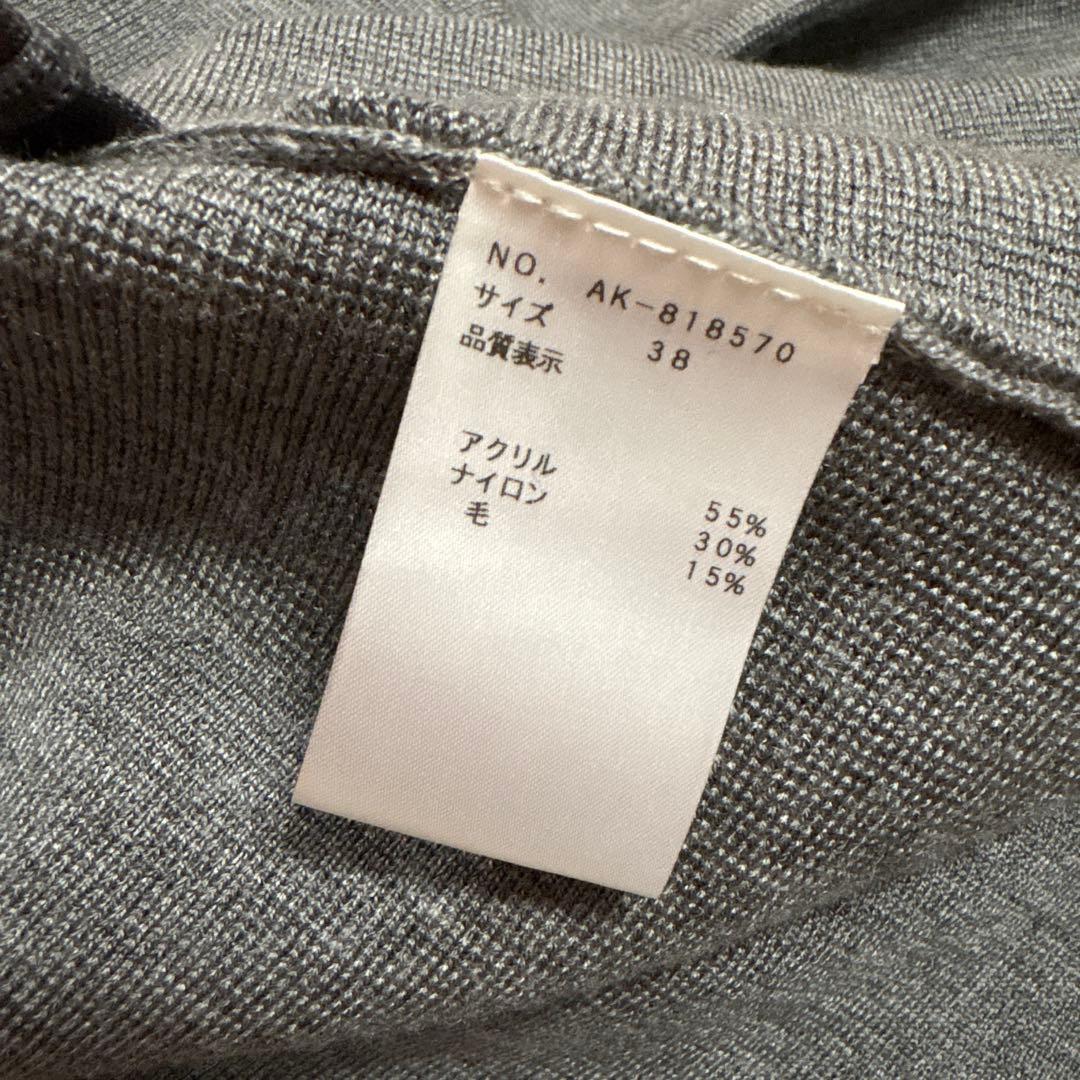 NO. AK-818570
サイズ 38
品質表示
アクリル 55%
ナイロン 30%
毛 15%